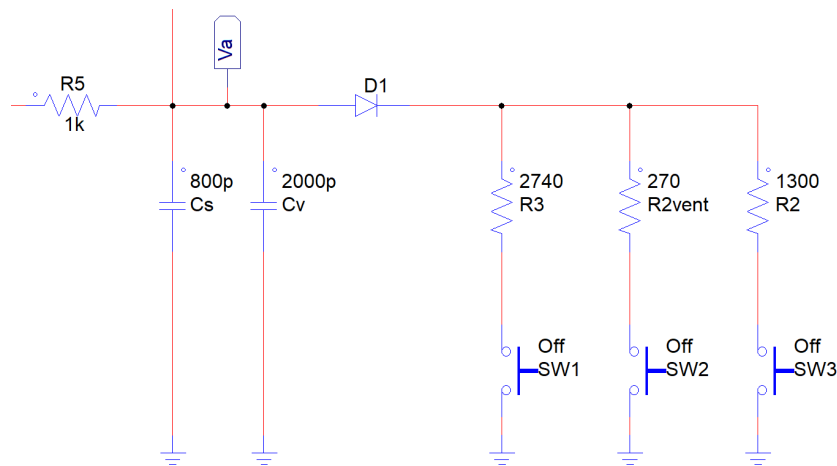 Va
R5
1k
D1
800p
Cs
2000p
Cv
2740
R3
270
R2vent
1300
R2
Off
SW1
Off
SW2
Off
SW3